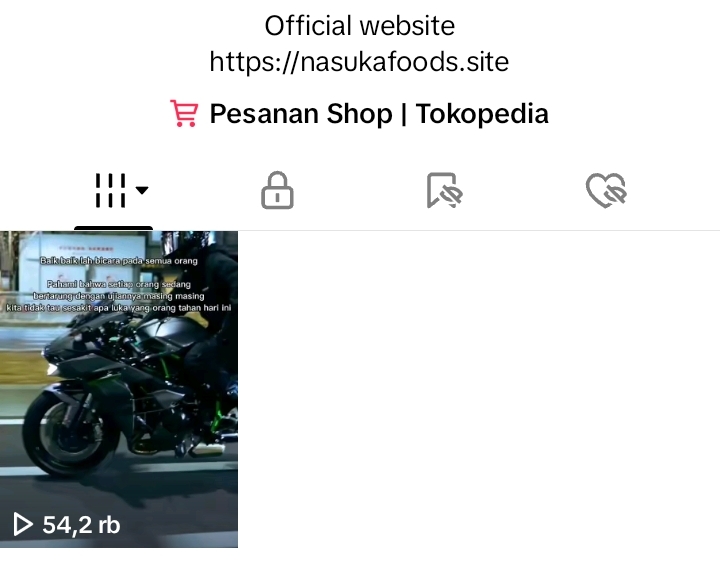 Official website
https://nasukafoods.site
Pesanan Shop | Tokopedia
Baik baik lah bicara pada semua orang
Pahami bahwa setiap orang sedang
bertarung dengan ujiannya masing masing
kita tidak tau sesakit apa luka yang orang tahan hari ini
54,2 rb